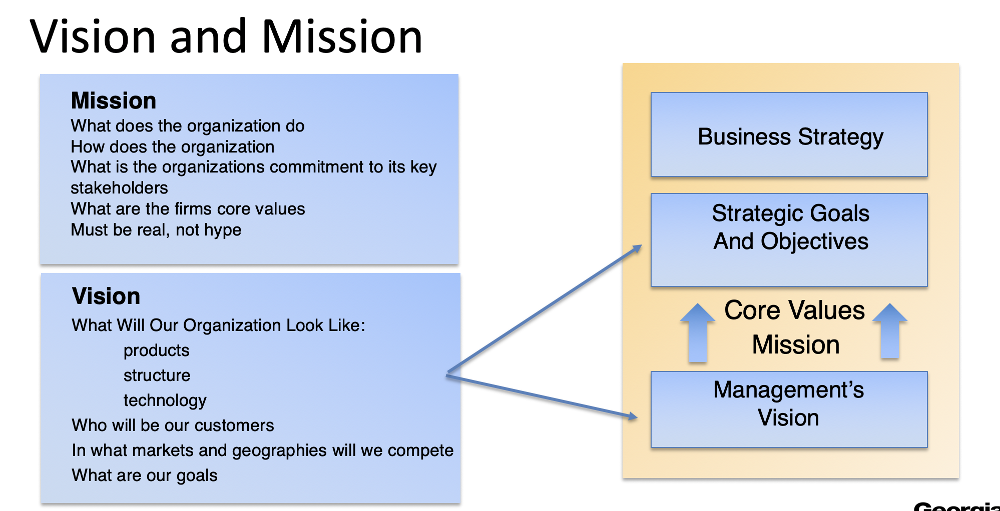 Vision and Mission
Mission
What does the organization do
How does the organization
What is the organizations commitment to its key
stakeholders
What are the firms core values
Must be real, not hype
Vision
What Will Our Organization Look Like:
products
structure
technology
Who will be our customers
In what markets and geographies will we compete
What are our goals
Business Strategy
Strategic Goals
And Objectives
Core Values
Mission
Management’s
Vision